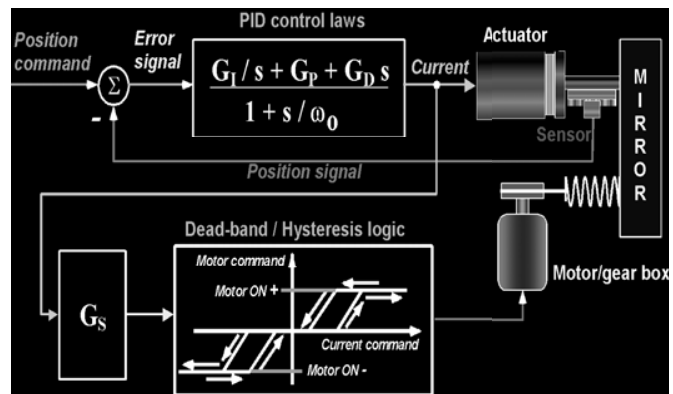 PID control laws
Actuator
Position
command
Error
signal
G_I / s + G_P + G_D s
1 + s / ω_o
Current
Σ
-
Sensor
Position signal
M
I
R
R
O
R
Dead-band / Hysteresis logic
Motor command
Motor ON +
Current command
Motor ON -
G_S
Motor/gear box